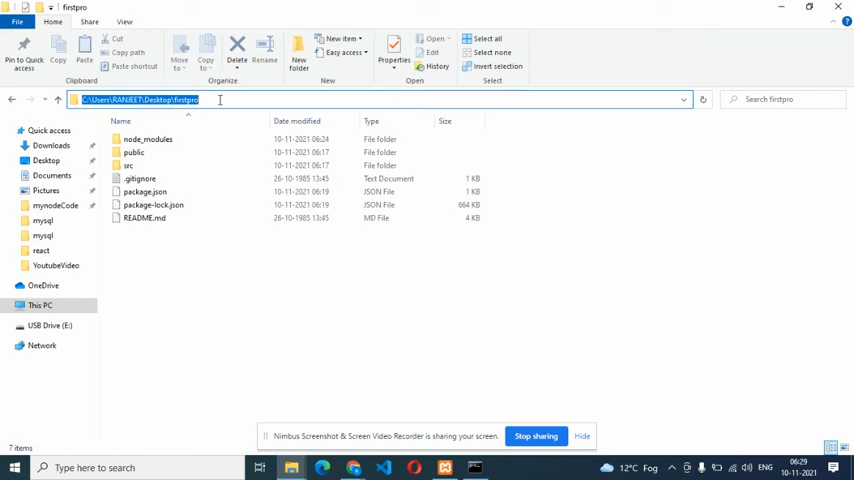 firstpro
File Home Share View
Pin to Quick access
Copy
Paste
Cut
Copy path
Paste shortcut
Clipboard
Move to
Copy to
Delete
Rename
Organize
New folder
New item
Easy access
New
Properties
Open
Edit
History
Open
Select all
Select none
Invert selection
Select
C:\Users\RANJEET\Desktop\firstpro
Search firstpro
Quick access
Downloads
Desktop
Documents
Pictures
mynodeCode
mysql
mysql
react
YoutubeVideo
OneDrive
This PC
USB Drive (E:)
Network
Name Date modified Type Size
node_modules 10-11-2021 06:24 File folder
public 10-11-2021 06:17 File folder
src 10-11-2021 06:17 File folder
.gitignore 26-10-1985 13:45 Text Document 1 KB
package.json 10-11-2021 06:19 JSON File 1 KB
package-lock.json 10-11-2021 06:19 JSON File 664 KB
README.md 26-10-1985 13:45 MD File 4 KB
Nimbus Screenshot & Screen Video Recorder is sharing your screen. Stop sharing Hide
7 items
Type here to search
12°C Fog
ENG
06:29
10-11-2021